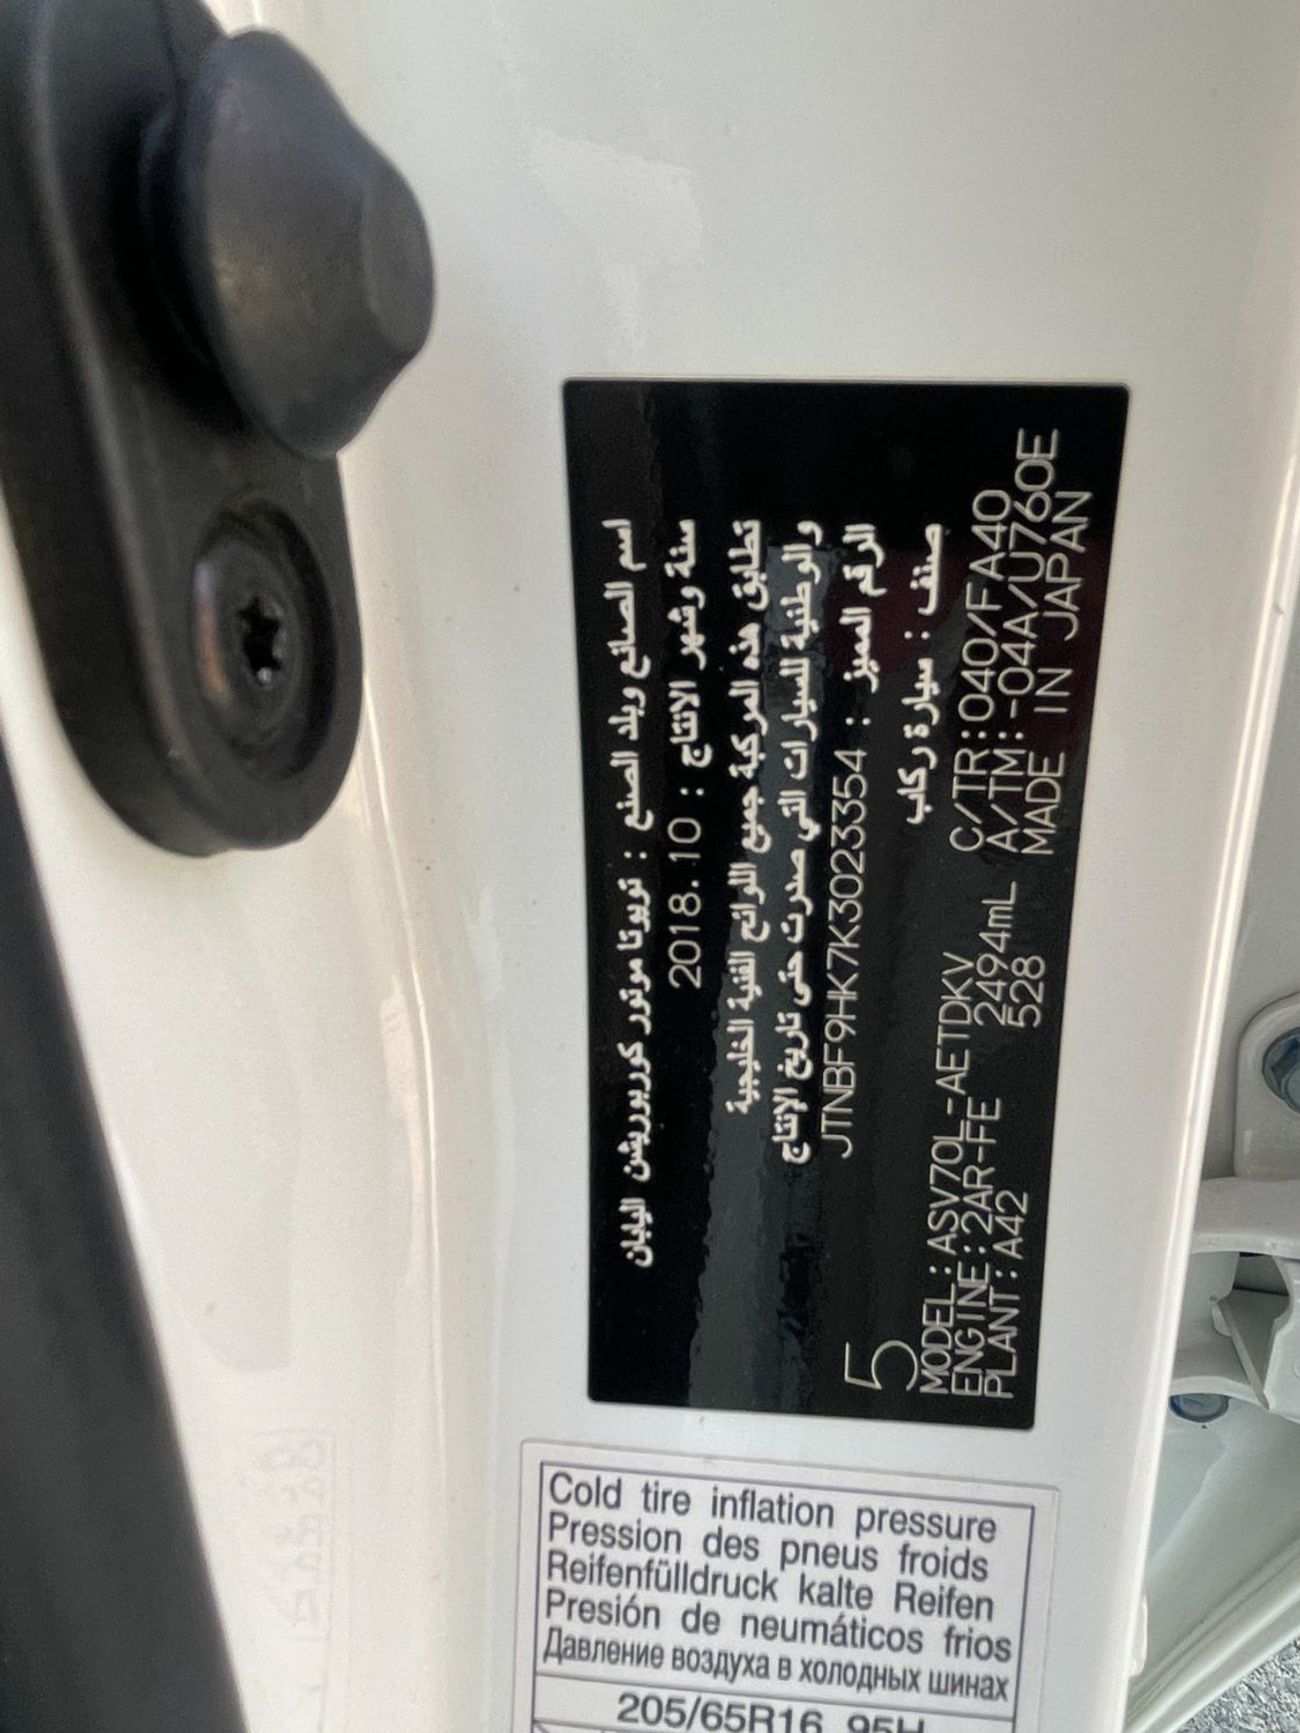 اسم الصانع وبلد الصنع : تويوتا موتور كوربوريشن اليابان
سنة وشهر الانتاج : 2018.10
تطابق هذه المركبة جميع اللوائح الفنية الخليجية
والوطنية للسيارات التي صدرت حتى تاريخ الإنتاج
الرقم المميز : JTNBF9HK7K3023354
صنف : سيارة ركاب
5
MODEL:ASV70L-AETDKV C/TR:040/FA40
ENGINE:2AR-FE 2494mL A/TM:-04A/U760E
PLANT:A42 528 MADE IN JAPAN
Cold tire inflation pressure
Pression des pneus froids
Reifenfülldruck kalte Reifen
Presión de neumáticos frios
Давление воздуха в холодных шинах
205/65R16 95H